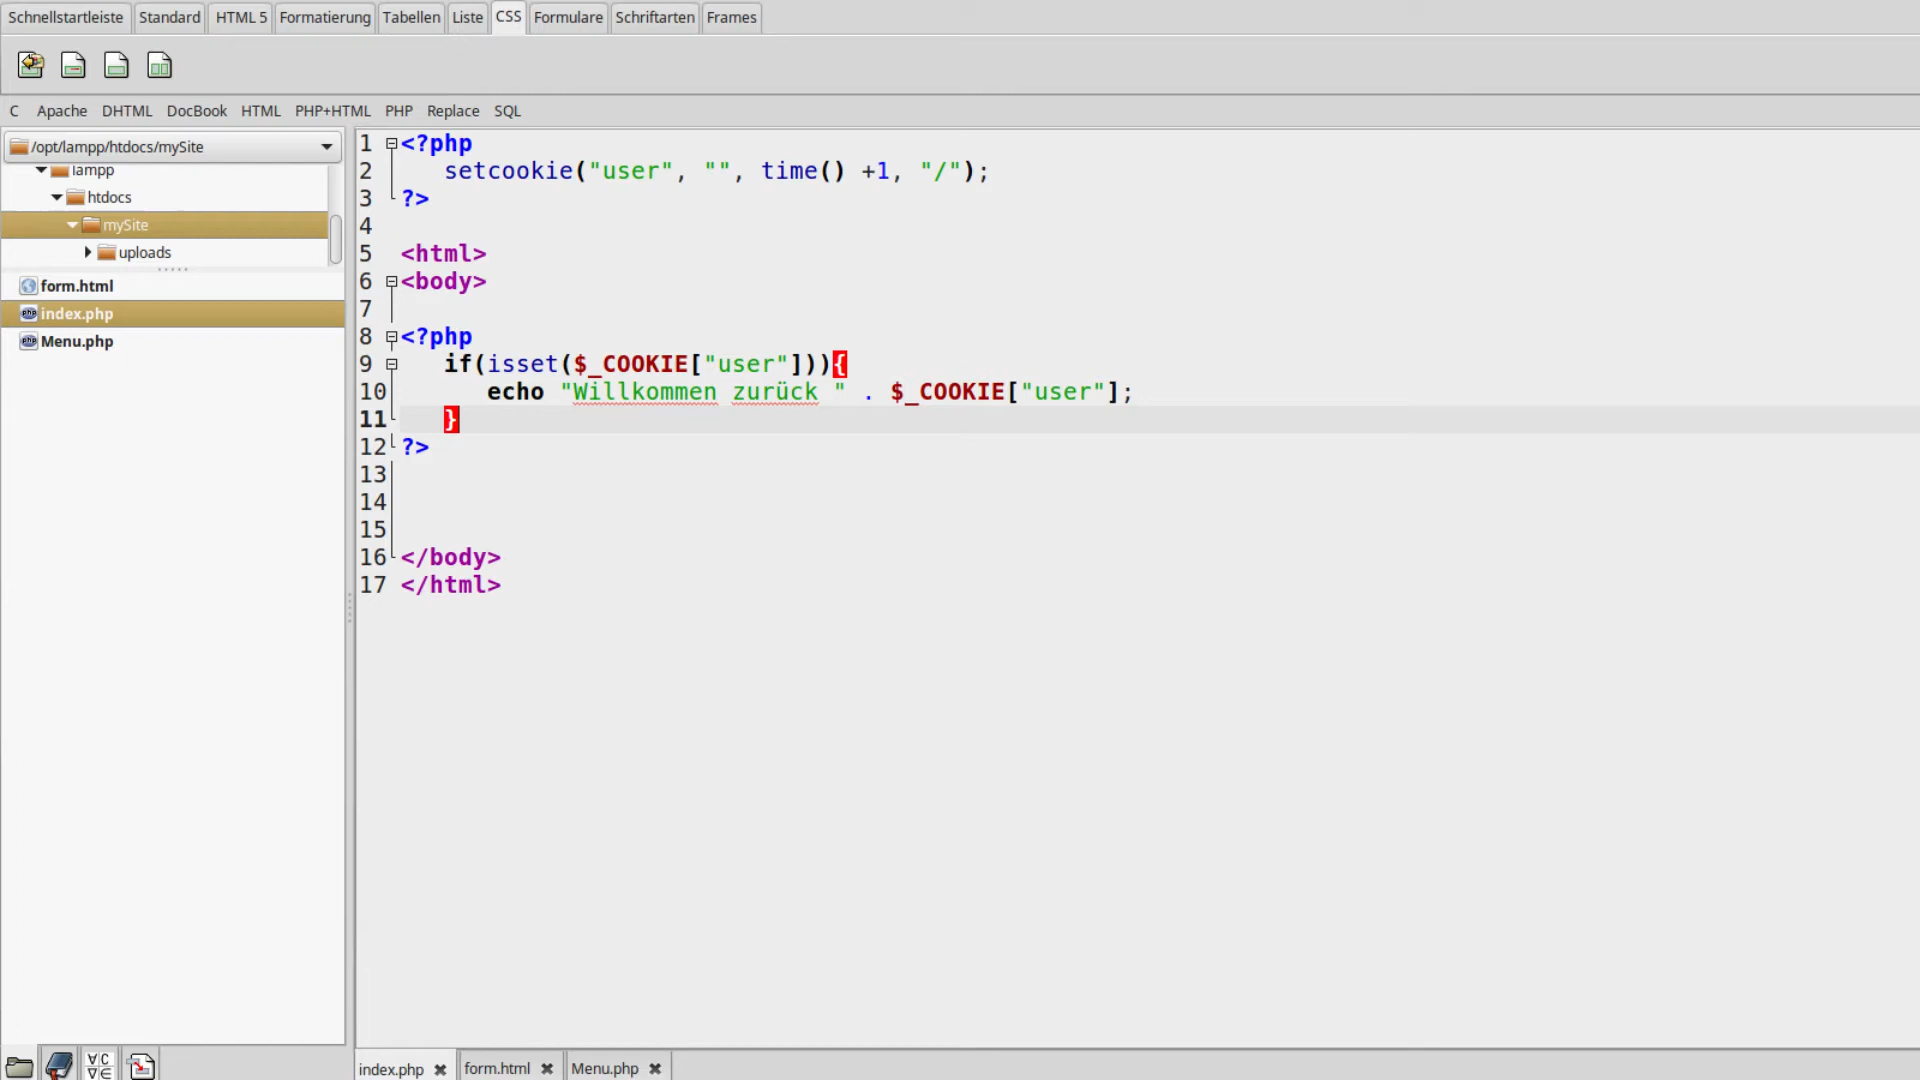 Schnellstartleiste Standard HTML 5 Formatierung Tabellen Liste CSS Formulare Schriftarten Frames
C Apache DHTML DocBook HTML PHP+HTML PHP Replace SQL
/opt/lampp/htdocs/mySite
lampp
htdocs
mySite
uploads
form.html
index.php
Menu.php
1 <?php
2 setcookie("user", "", time() +1, "/");
3 ?>
4
5 <html>
6 <body>
7
8 <?php
9 if(isset($_COOKIE["user"])){
10 echo "Willkommen zurück " . $_COOKIE["user"];
11 }
12 ?>
13
14
15
16 </body>
17 </html>
index.php form.html Menu.php